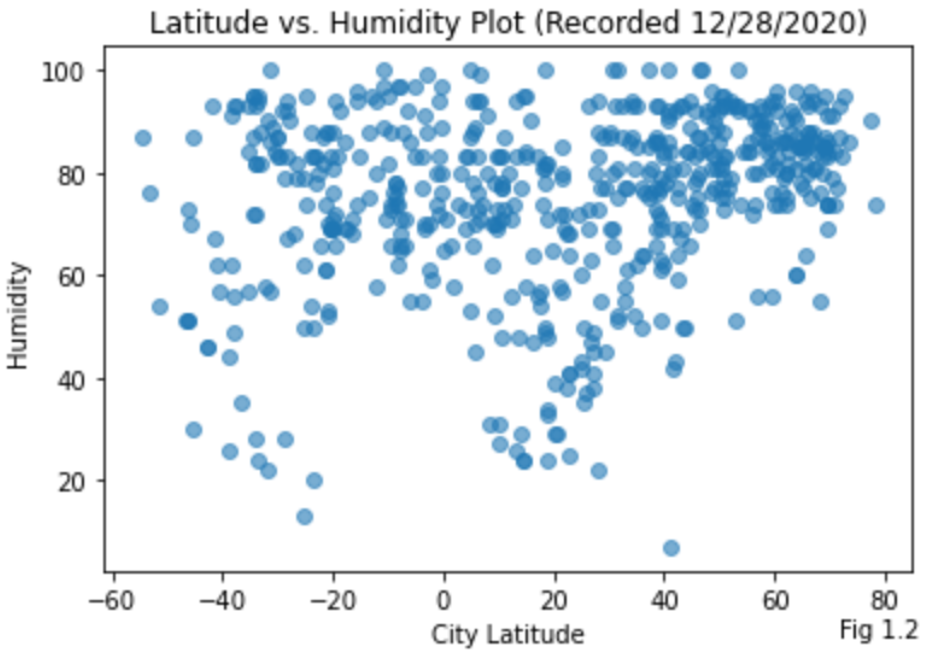 Latitude vs. Humidity Plot (Recorded 12/28/2020)
100
80
60
40
20
Humidity
−60 −40 −20 0 20 40 60 80
City Latitude
Fig 1.2